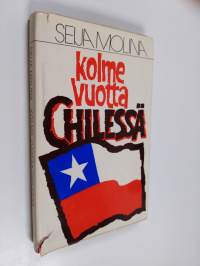 SEIJA MOLINA
kolme
vuotta
CHILESSÄ